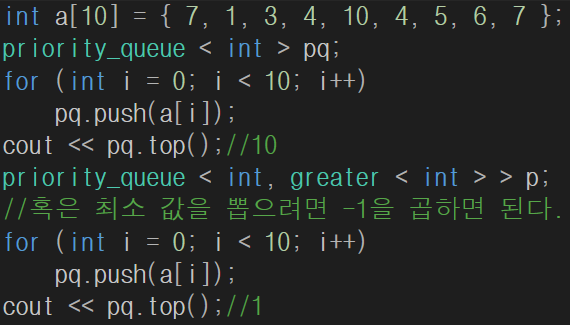 int a[10] = { 7, 1, 3, 4, 10, 4, 5, 6, 7 };
priority_queue < int > pq;
for (int i = 0; i < 10; i++)
pq.push(a[i]);
cout << pq.top();//10
priority_queue < int, greater < int > > p;
//혹은 최소 값을 뽑으려면 -1을 곱하면 된다.
for (int i = 0; i < 10; i++)
pq.push(a[i]);
cout << pq.top();//1